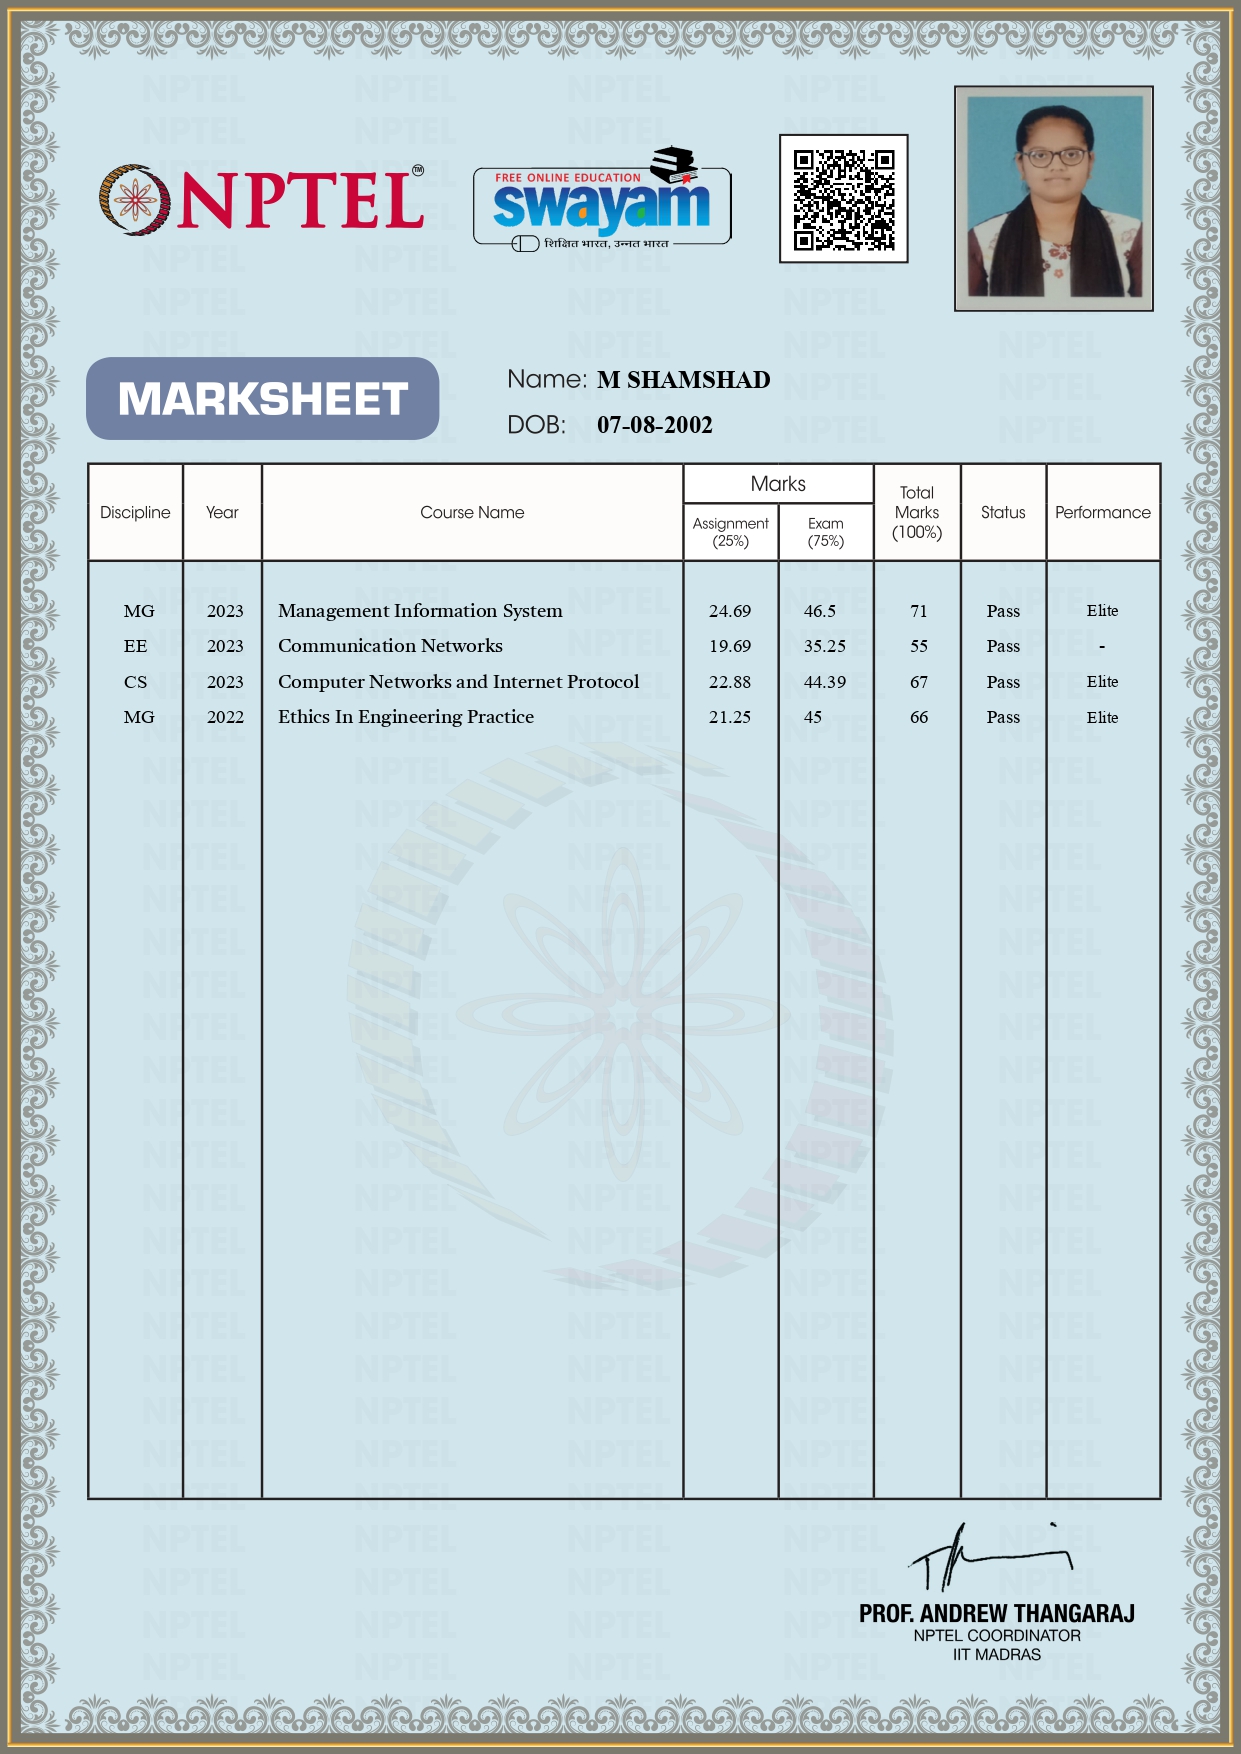 NPTEL™
FREE ONLINE EDUCATION
swayam
शिक्षित भारत, उन्नत भारत
MARKSHEET
Name: M SHAMSHAD
DOB: 07-08-2002
Discipline Year Course Name Marks Assignment (25%) Exam (75%) Total Marks (100%) Status Performance
MG 2023 Management Information System 24.69 46.5 71 Pass Elite
EE 2023 Communication Networks 19.69 35.25 55 Pass -
CS 2023 Computer Networks and Internet Protocol 22.88 44.39 67 Pass Elite
MG 2022 Ethics In Engineering Practice 21.25 45 66 Pass Elite
PROF. ANDREW THANGARAJ
NPTEL COORDINATOR
IIT MADRAS